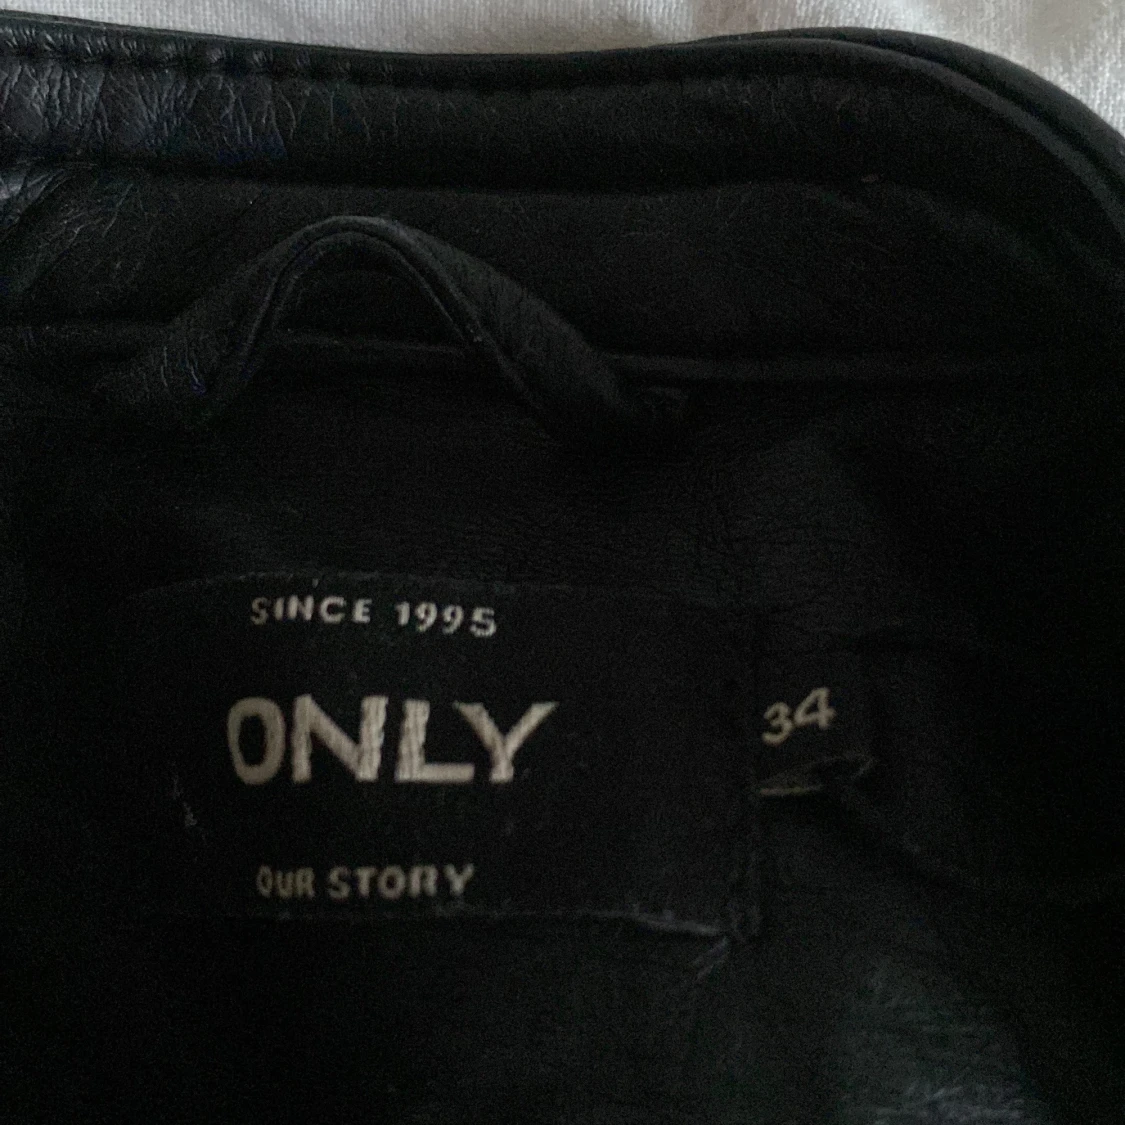 SINCE 1995
ONLY
34
OUR STORY